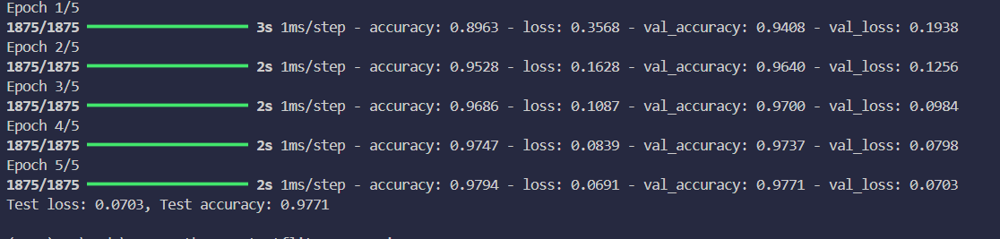 Epoch 1/5
1875/1875 3s 1ms/step - accuracy: 0.8963 - loss: 0.3568 - val_accuracy: 0.9408 - val_loss: 0.1938
Epoch 2/5
1875/1875 2s 1ms/step - accuracy: 0.9528 - loss: 0.1628 - val_accuracy: 0.9640 - val_loss: 0.1256
Epoch 3/5
1875/1875 2s 1ms/step - accuracy: 0.9686 - loss: 0.1087 - val_accuracy: 0.9700 - val_loss: 0.0984
Epoch 4/5
1875/1875 2s 1ms/step - accuracy: 0.9747 - loss: 0.0839 - val_accuracy: 0.9737 - val_loss: 0.0798
Epoch 5/5
1875/1875 2s 1ms/step - accuracy: 0.9794 - loss: 0.0691 - val_accuracy: 0.9771 - val_loss: 0.0703
Test loss: 0.0703, Test accuracy: 0.9771